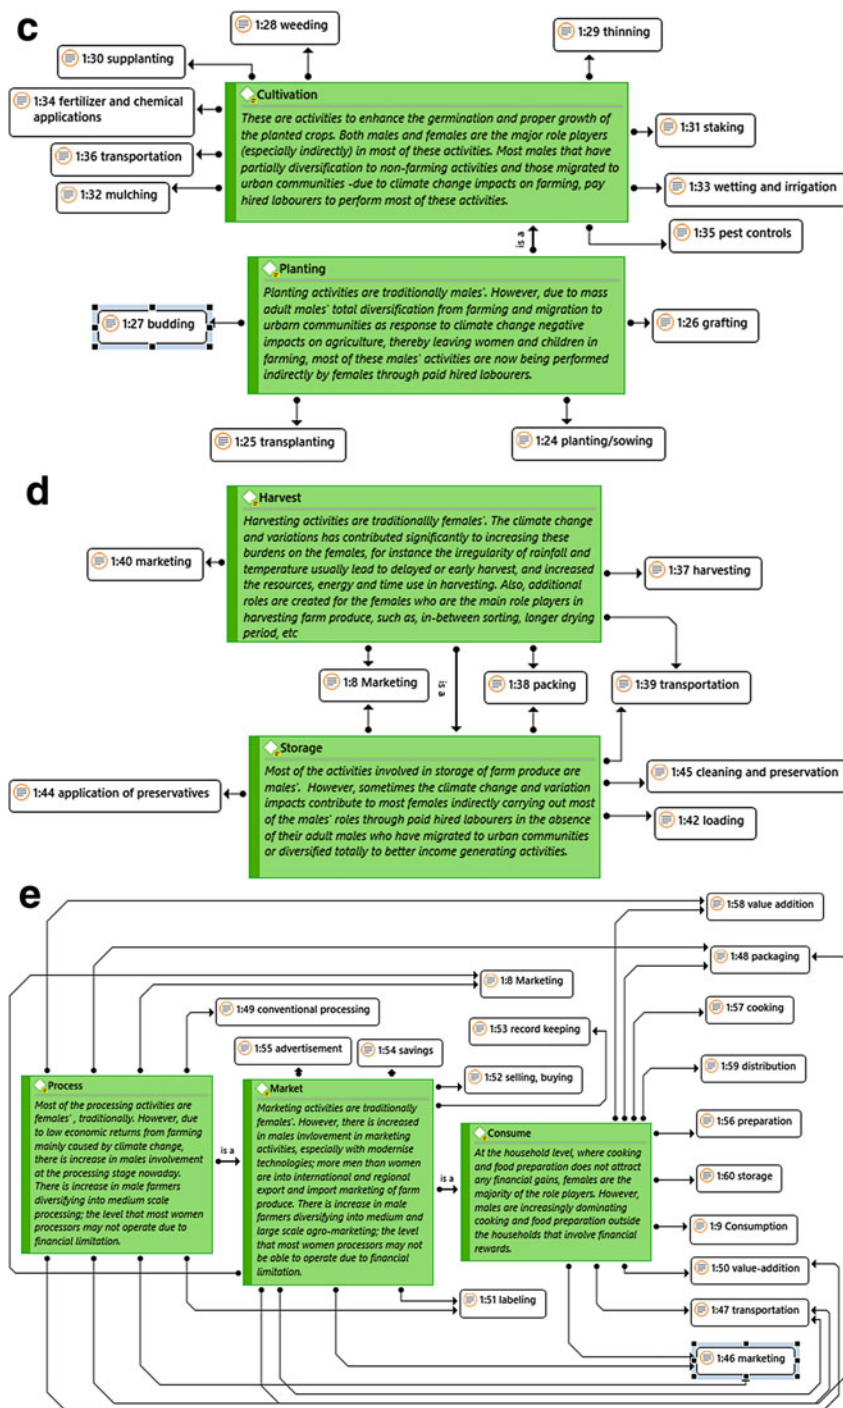 c
1:28 weeding
1:29 thinning
1:30 supplanting
1:34 fertilizer and chemical
applications
1:36 transportation
1:32 mulching
Cultivation
These are activities to enhance the germination and proper growth of
the planted crops. Both males and females are the major role players
(especially indirectly) in most of these activities. Most males that have
partially diversification to non-farming activities and those migrated to
urban communities -due to climate change impacts on farming, pay
hired labourers to perform most of these activities.
1:31 staking
1:33 wetting and irrigation
1:35 pest controls
is a
Planting
Planting activities are traditionally males'. However, due to mass
adult males' total diversification from farming and migration to
urbarn communities as response to climate change negative
impacts on agriculture, thereby leaving women and children in
farming, most of these males' activities are now being performed
indirectly by females through paid hired labourers.
1:27 budding
1:26 grafting
1:25 transplanting
1:24 planting/sowing
d
Harvest
Harvesting activities are traditionallly females'. The climate change
and variations has contributed significantly to increasing these
burdens on the females, for instance the irregularity of rainfall and
temperature usually lead to delayed or early harvest, and increased
the resources, energy and time use in harvesting. Also, additional
roles are created for the females who are the main role players in
harvesting farm produce, such as, in-between sorting, longer drying
period, etc
1:40 marketing
1:37 harvesting
1:8 Marketing
is a
1:38 packing
1:39 transportation
Storage
Most of the activities involved in storage of farm produce are
males'. However, sometimes the climate change and variation
impacts contribute to most females indirectly carrying out most
of the males' roles through paid hired labourers in the absence
of their adult males who have migrated to urban communities
or diversified totally to better income generating activities.
1:44 application of preservatives
1:45 cleaning and preservation
1:42 loading
e
1:58 value addition
1:48 packaging
1:8 Marketing
1:49 conventional processing
1:57 cooking
1:53 record keeping
1:55 advertisement
1:54 savings
1:59 distribution
1:52 selling, buying
Process
Most of the processing activities are
females' , traditionally. However, due
to low economic returns from farming
mainly caused by climate change,
there is increase in males involvement
at the processing stage nowaday.
There is increase in male farmers
diversifying into medium scale
processing; the level that most women
processors may not operate due to
financial limitation.
is a
Market
Marketing activities are traditionally
females'. However, there is increased
in males invlovement in marketing
activities, especially with modernise
technologies; more men than women
are into international and regional
export and import marketing of farm
produce. There is increase in male
farmers diversifying into medium and
large scale agro-marketing; the level
that most women processors may not
be able to operate due to financial
limitation.
is a
Consume
At the household level, where cooking
and food preparation does not attract
any financial gains, females are the
majority of the role players. However,
males are increasingly dominating
cooking and food preparation outside
the households that involve financial
rewards.
1:56 preparation
1:60 storage
1:9 Consumption
1:50 value-addition
1:51 labeling
1:47 transportation
1:46 marketing